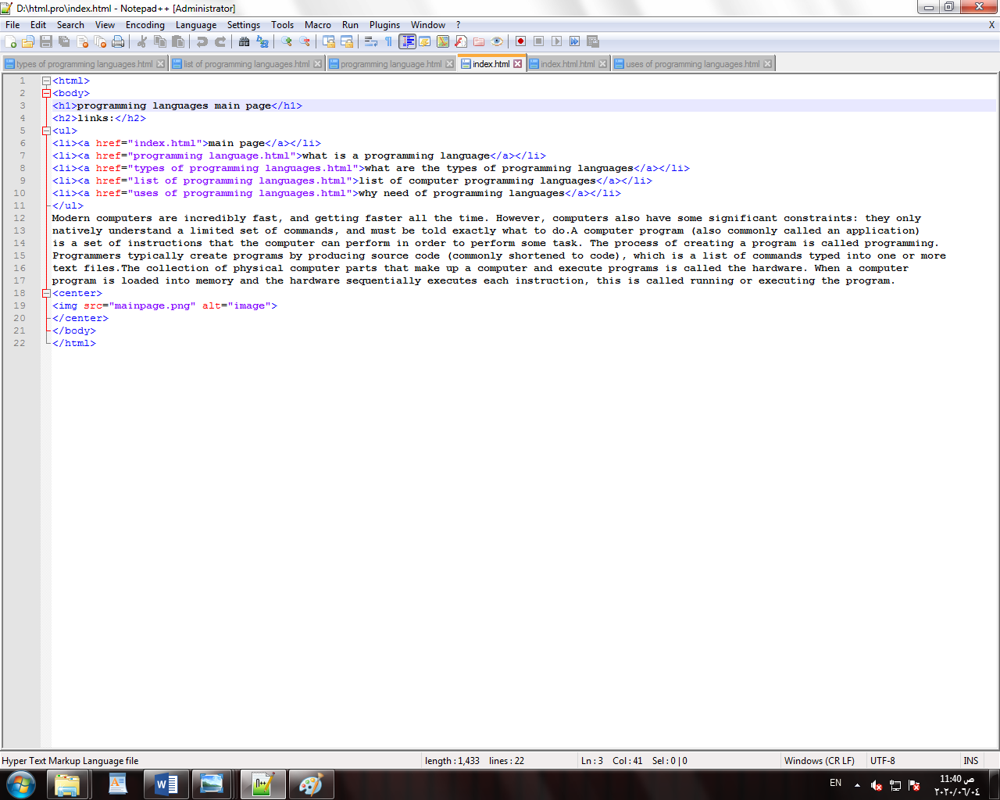 D:\html.pro\index.html - Notepad++ [Administrator]
File Edit Search View Encoding Language Settings Tools Macro Run Plugins Window ? X
types of programming languages.html list of programming languages.html programming language.html index.html index.html.html uses of programming languages.html
1 <html>
2 <body>
3 <h1>programming languages main page</h1>
4 <h2>links:</h2>
5 <ul>
6 <li><a href="index.html">main page</a></li>
7 <li><a href="programming language.html">what is a programming language</a></li>
8 <li><a href="types of programming languages.html">what are the types of programming languages</a></li>
9 <li><a href="list of programming languages.html">list of computer programming languages</a></li>
10 <li><a href="uses of programming languages.html">why need of programming languages</a></li>
11 </ul>
12 Modern computers are incredibly fast, and getting faster all the time. However, computers also have some significant constraints: they only
13 natively understand a limited set of commands, and must be told exactly what to do.A computer program (also commonly called an application)
14 is a set of instructions that the computer can perform in order to perform some task. The process of creating a program is called programming.
15 Programmers typically create programs by producing source code (commonly shortened to code), which is a list of commands typed into one or more
16 text files.The collection of physical computer parts that make up a computer and execute programs is called the hardware. When a computer
17 program is loaded into memory and the hardware sequentially executes each instruction, this is called running or executing the program.
18 <center>
19 <img src="mainpage.png" alt="image">
20 </center>
21 </body>
22 </html>
Hyper Text Markup Language file length : 1,433 lines : 22 Ln : 3 Col : 41 Sel : 0 | 0 Windows (CR LF) UTF-8 INS
EN 11:40 ص
٢٠٢٠/٠٦/٠٤